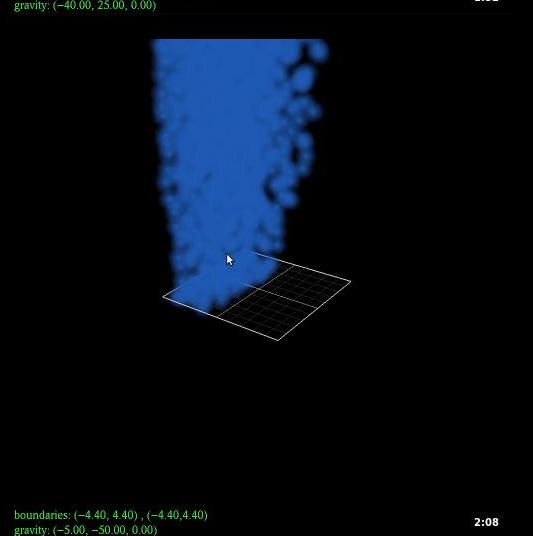 gravity: (−40.00, 25.00, 0.00)
boundaries: (−4.40, 4.40) , (−4.40,4.40)
gravity: (−5.00, −50.00, 0.00)
2:08